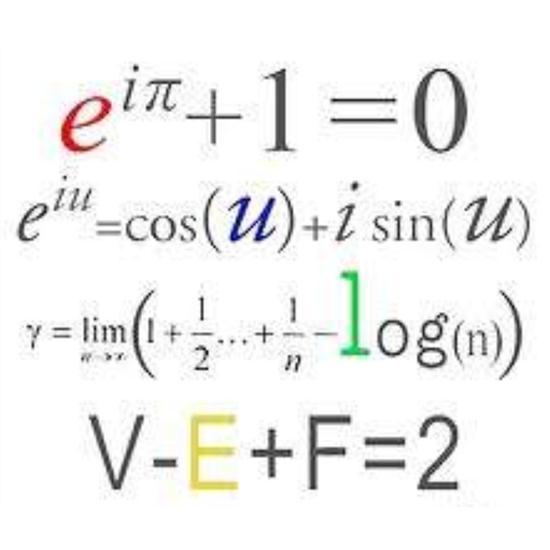 e^{iπ}+1=0
e^{iu}=cos(u)+i sin(u)
γ = lim_{n→∞}(1 + 1/2 ... + 1/n − log(n))
V-E+F=2